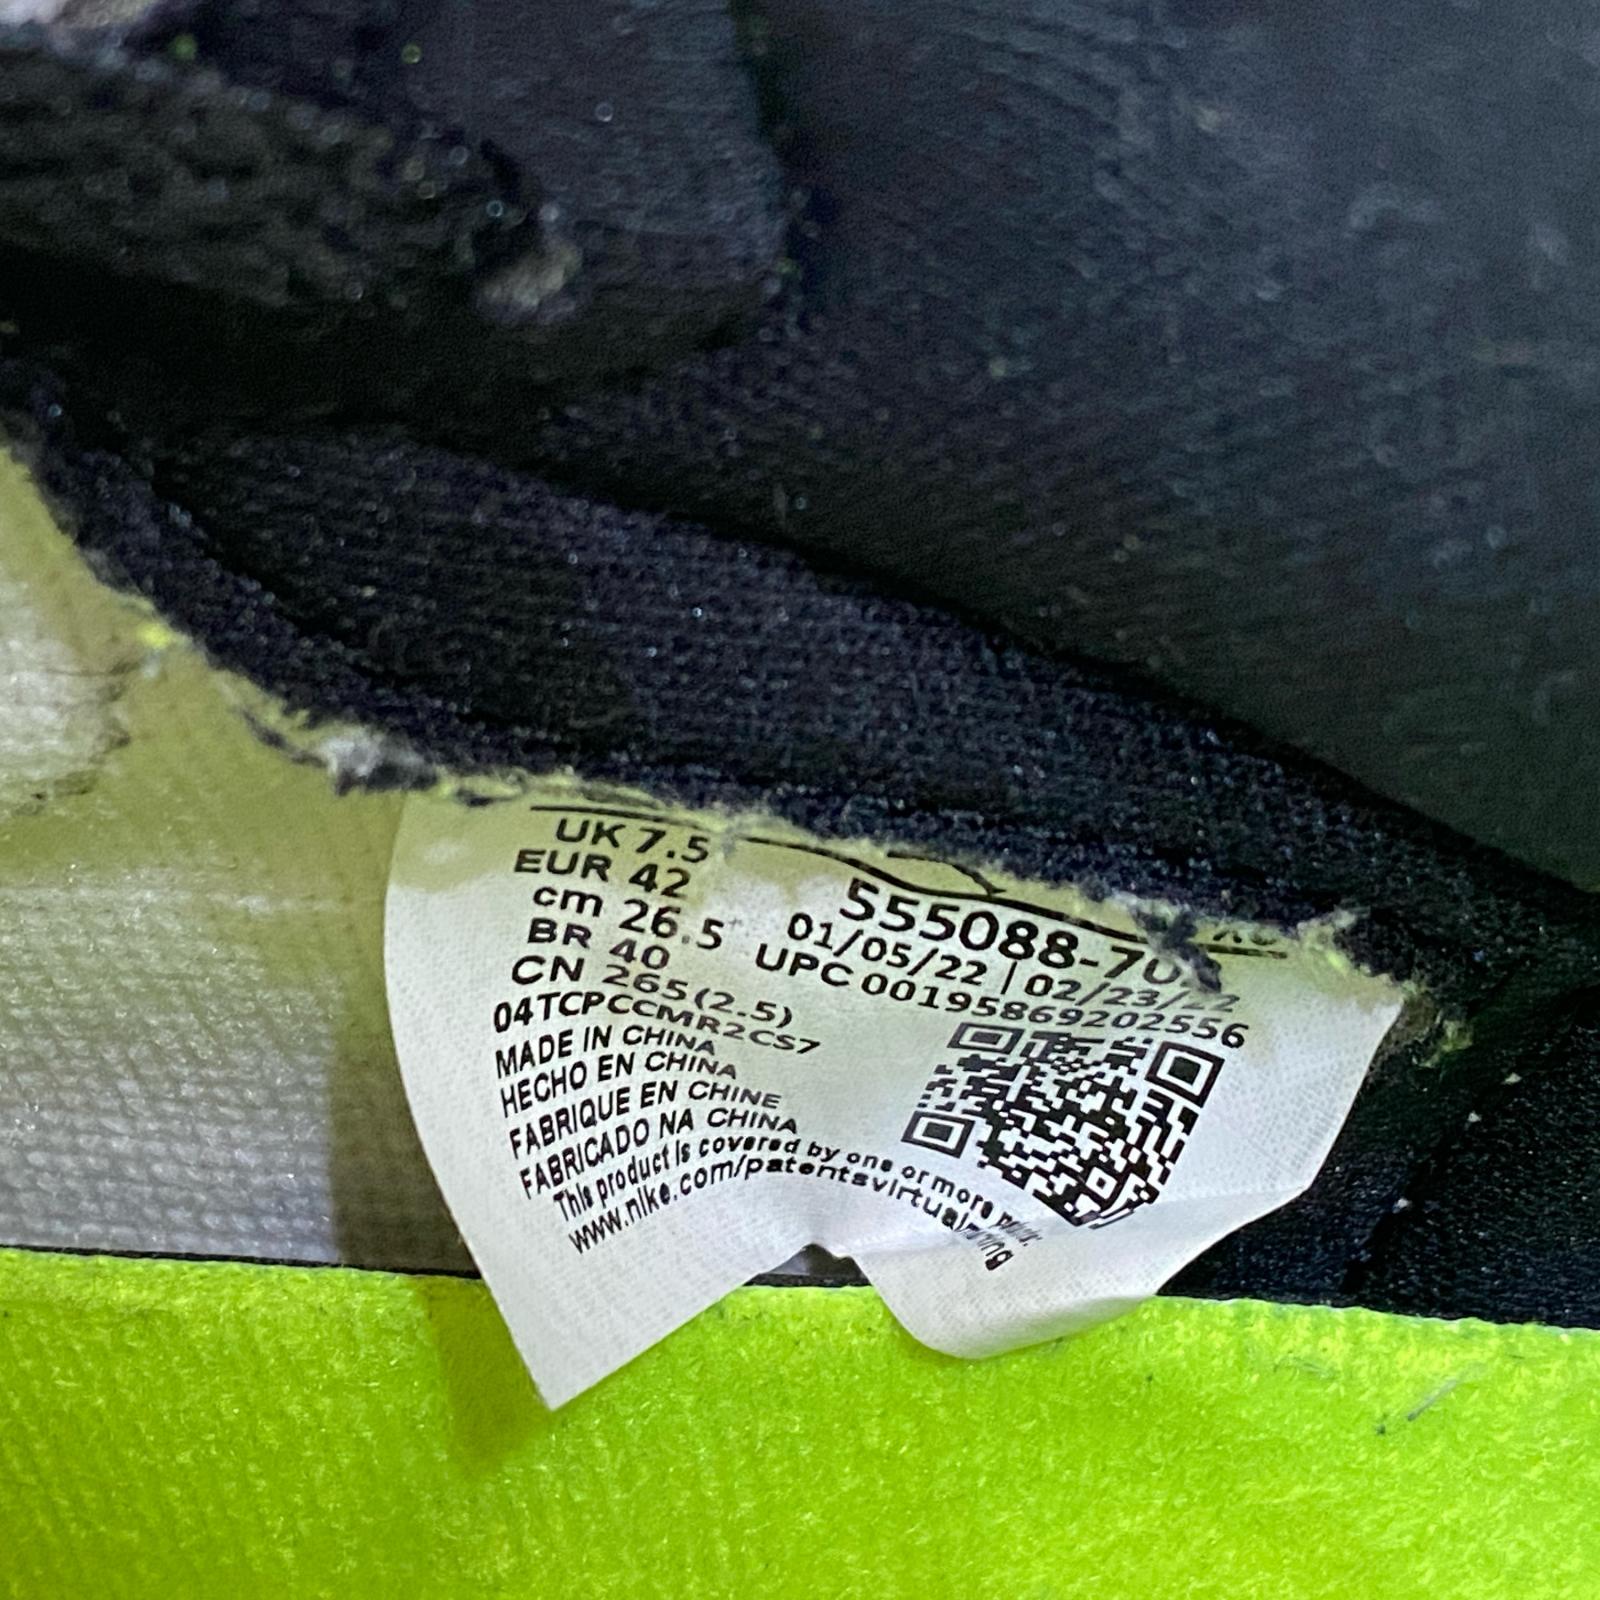 UK 7.5
EUR 42
cm 26.5
BR 40
CN 265(2.5)
04TCPCCMR2CS7
MADE IN CHINA
HECHO EN CHINA
FABRIQUE EN CHINE
FABRICADO NA CHINA
This product is covered by one or more
www.nike.com/patentsvirtualmarking
555088-70
01/05/22 | 02/23/22
UPC 00195869202556